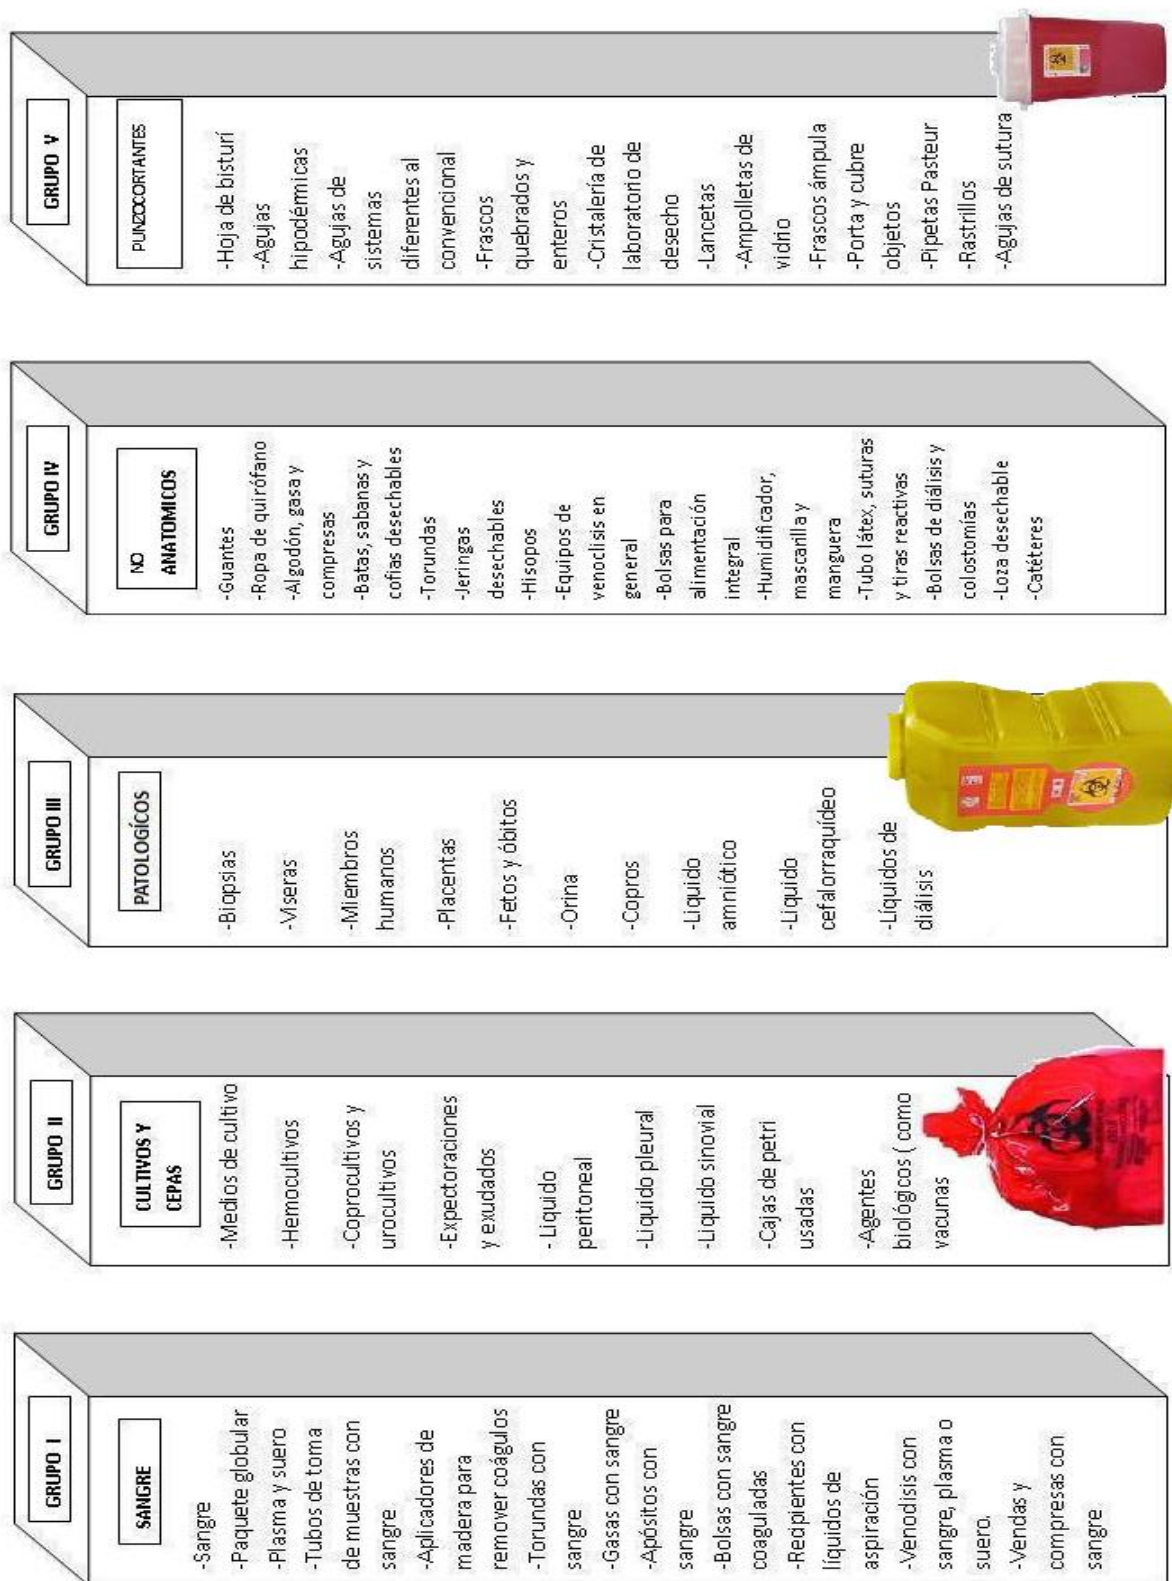 GRUPO I
SANGRE
-Sangre
-Paquete globular
-Plasma y suero
-Tubos de toma
de muestras con
sangre
-Aplicadores de
madera para
remover coágulos
-Torundas con
sangre
-Gasas con sangre
-Apósitos con
sangre
-Bolsas con sangre
coaguladas
-Recipientes con
líquidos de
aspiración
-Venodisis con
sangre, plasma o
suero.
-Vendas y
compresas con
sangre
GRUPO II
CULTIVOS Y
CEPAS
-Medios de cultivo
-Hemocultivos
-Coprocultivos y
urocultivos
-Expectoraciones
y exudados
- Liquido
peritoneal
-Liquido pleural
-Liquido sinovial
-Cajas de petri
usadas
-Agentes
biológicos ( como
vacunas
GRUPO III
PATOLOGÍCOS
-Biopsias
-Viseras
-Miembros
humanos
-Placentas
-Fetos y óbitos
-Orina
-Copros
-Liquido
amniótico
-Liquido
cefalorraquídeo
-Líquidos de
diálisis
GRUPO IV
NO
ANATOMICOS
-Guantes
-Ropa de quirófano
-Algodón, gasa y
compresas
-Batas, sabanas y
cofias desechables
-Torundas
-Jeringas
desechables
-Hisopos
-Equipos de
venoclisis en
general
-Bolsas para
alimentación
integral
-Humidificador,
mascarilla y
manguera
-Tubo látex, suturas
y tiras reactivas
-Bolsas de diálisis y
colostomías
-Loza desechable
-Catéteres
GRUPO V
PUNZOCORTANTES
-Hoja de bisturí
-Agujas
hipodémicas
-Agujas de
sistemas
diferentes al
convencional
-Frascos
quebrados y
enteros
-Cristalería de
laboratorio de
desecho
-Lancetas
-Ampolletas de
vidrio
-Frascos ámpula
-Porta y cubre
objetos
-Pipetas Pasteur
-Rastrillos
-Agujas de sutura